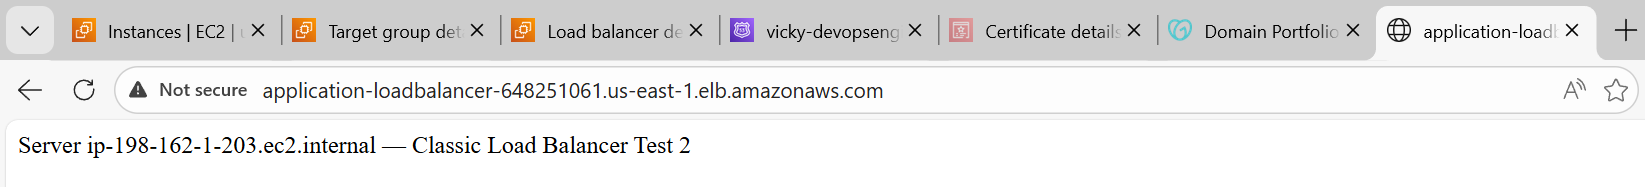 Instances | EC2 |
Target group det
Load balancer de
vicky-devopseng
Certificate details
Domain Portfolio
application-loadb
Not secure
application-loadbalancer-648251061.us-east-1.elb.amazonaws.com
Server ip-198-162-1-203.ec2.internal — Classic Load Balancer Test 2